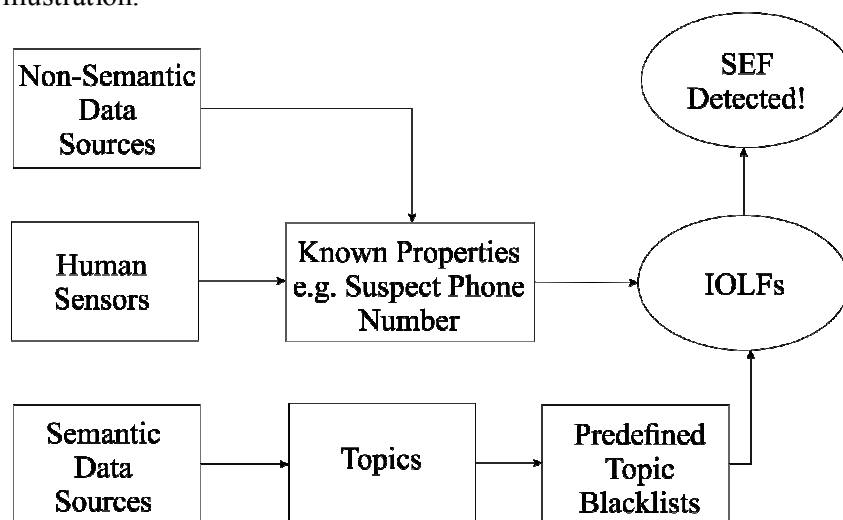 illustration.
Non-Semantic
Data
Sources
SEF
Detected!
Human
Sensors
Known Properties
e.g. Suspect Phone
Number
IOLFs
Semantic
Data
Sources
Topics
Predefined
Topic
Blacklists